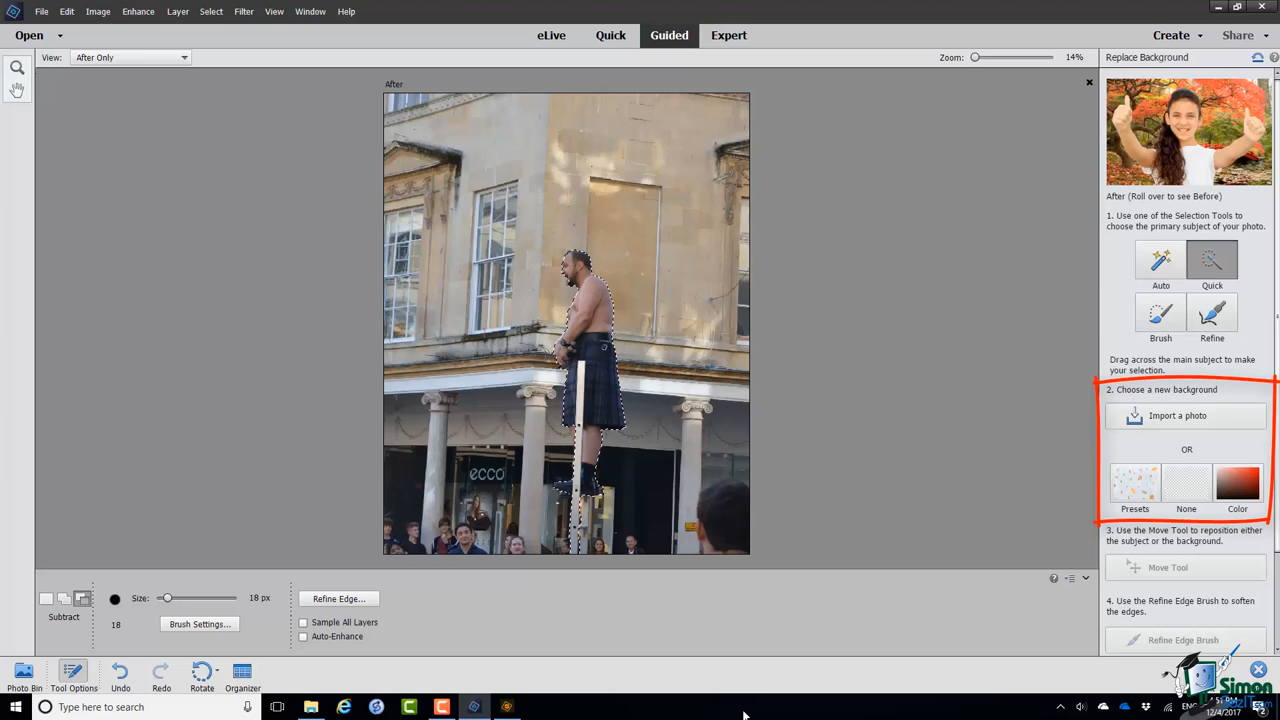 File Edit Image Enhance Layer Select Filter View Window Help
Open eLive Quick Guided Expert Create Share
View: After Only Zoom: 14% Replace Background
After
After (Roll over to see Before)
1. Use one of the Selection Tools to
choose the primary subject of your photo.
Auto Quick
Brush Refine
Drag across the main subject to make
your selection.
2. Choose a new background
Import a photo
OR
Presets None Color
3. Use the Move Tool to reposition either
the subject or the background.
Move Tool
4. Use the Refine Edge Brush to soften
the edges.
Refine Edge Brush
ecco
Subtract
Size: 18 px
18
Brush Settings...
Refine Edge...
Sample All Layers
Auto-Enhance
Photo Bin Tool Options Undo Redo Rotate Organizer
Type here to search
ENG
12/4/2017
2
Simon